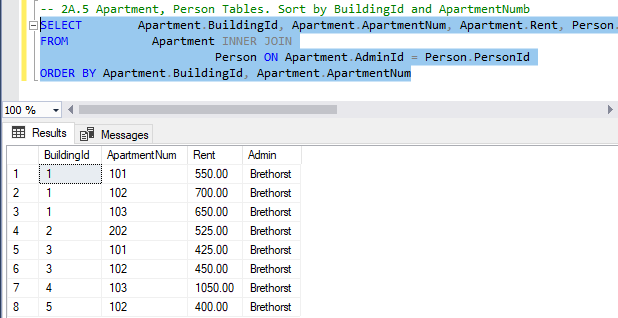 -- 2A.5 Apartment, Person Tables. Sort by BuildingId and ApartmentNumb
SELECT Apartment.BuildingId, Apartment.ApartmentNum, Apartment.Rent, Person.
FROM Apartment INNER JOIN
Person ON Apartment.AdminId = Person.PersonId
ORDER BY Apartment.BuildingId, Apartment.ApartmentNum
100 %
Results Messages
BuildingId ApartmentNum Rent Admin
1 1 101 550.00 Brethorst
2 1 102 700.00 Brethorst
3 1 103 650.00 Brethorst
4 2 202 525.00 Brethorst
5 3 101 425.00 Brethorst
6 3 102 450.00 Brethorst
7 4 103 1050.00 Brethorst
8 5 102 400.00 Brethorst